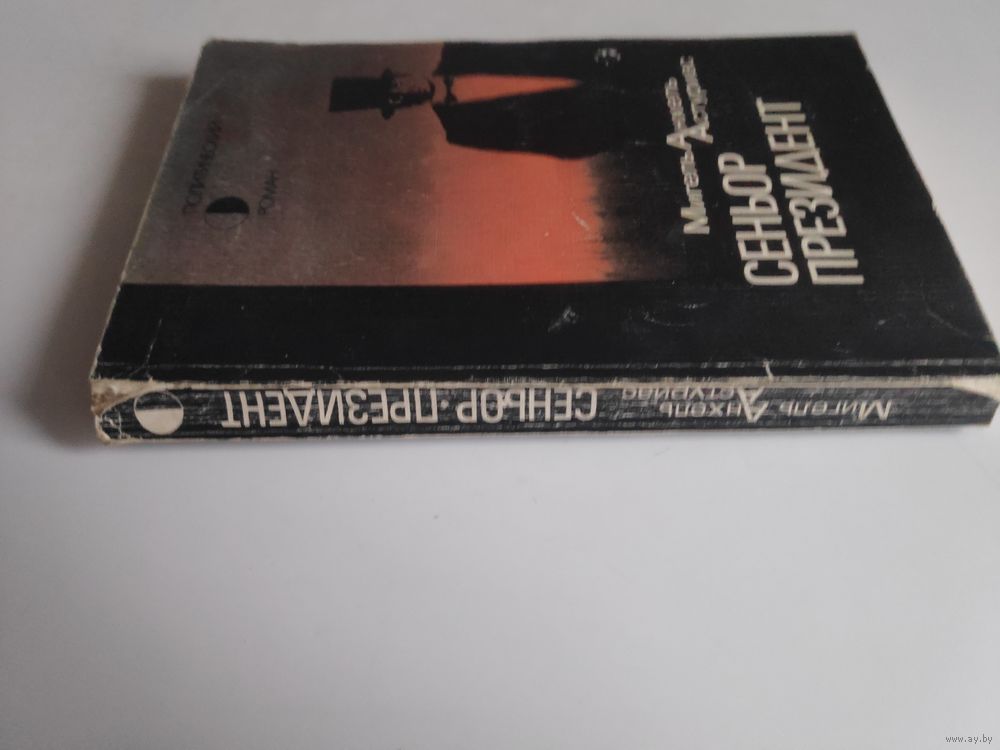 Мигель Анхель
Астуриас
СЕНЬОР
ПРЕЗИДЕНТ
ПОЛИТИЧЕСКИЙ
РОМАН
Мигель Анхель
Астуриас
СЕНЬОР•ПРЕЗИДЕНТ
www.ay.by